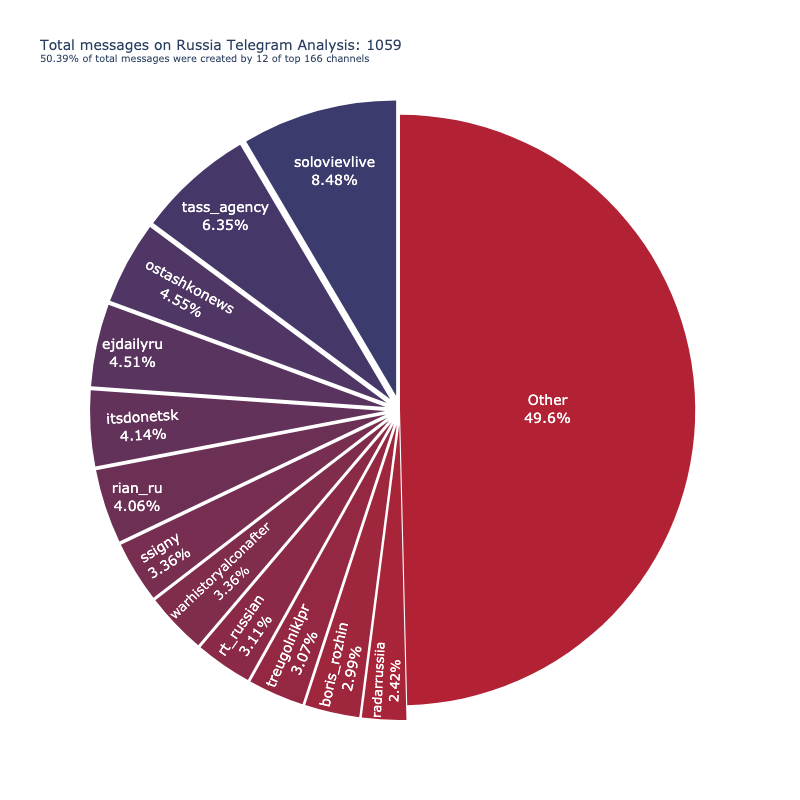 Total messages on Russia Telegram Analysis: 1059
50.39% of total messages were created by 12 of top 166 channels
solovievlive
8.48%
tass_agency
6.35%
ostashkonews
4.55%
ejdailyru
4.51%
itsdonetsk
4.14%
rian_ru
4.06%
ssigny
3.36%
warhistoryalconafter
3.36%
rt_russian
3.11%
treugolniklpr
3.07%
boris_rozhin
2.99%
radarrussiia
2.42%
Other
49.6%